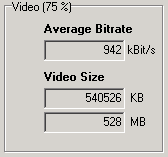 Video (75 %)
Average Bitrate
942 kBit/s
Video Size
540526 KB
528 MB